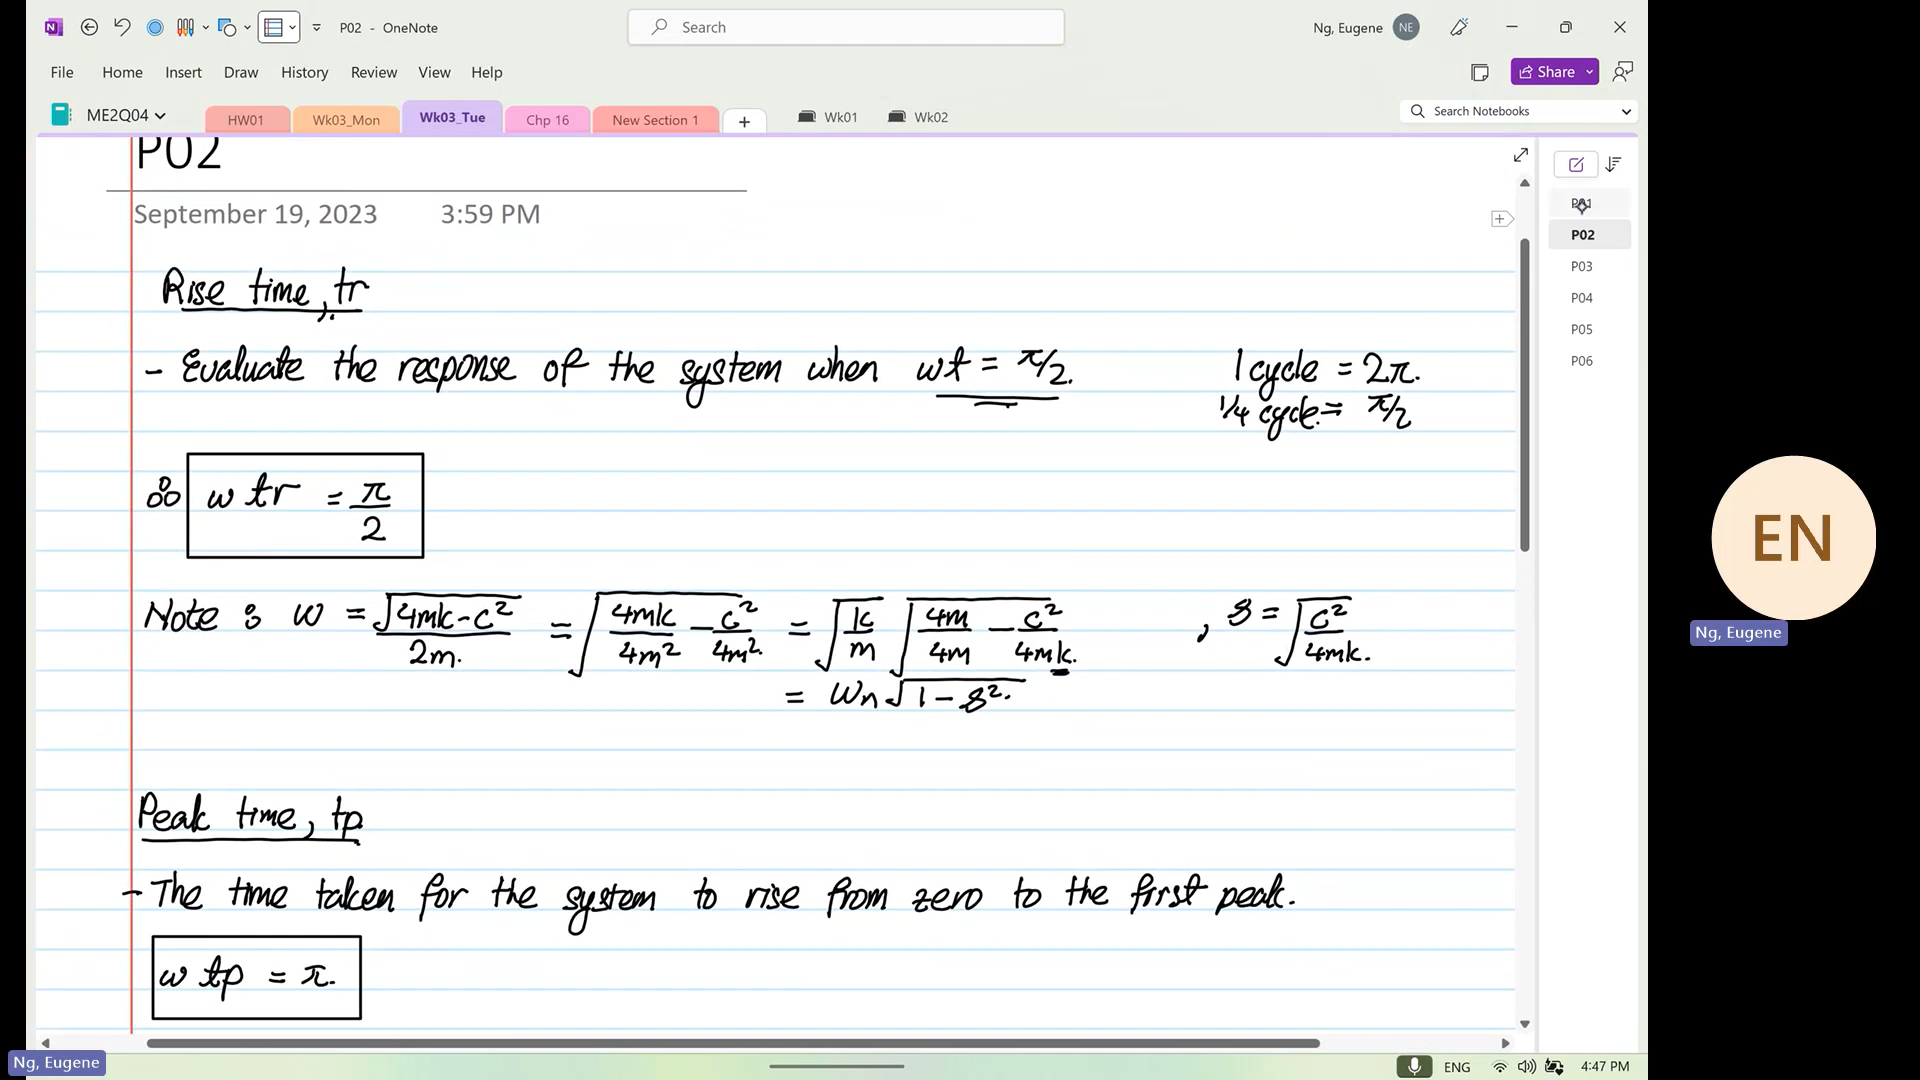 P02 - OneNote
Search
Ng, Eugene
NE
File Home Insert Draw History Review View Help
Share
ME2Q04
HW01
Wk03_Mon
Wk03_Tue
Chp 16
New Section 1
+
Wk01
Wk02
Search Notebooks
P02
September 19, 2023 3:59 PM
P01
P02
P03
P04
P05
P06
Rise time, tr
- Evaluate the response of the system when ωt = π/2.
1 cycle = 2π.
1/4 cycle = π/2
∴ ω tr = π/2
Note : ω = √(4mk - c²)/2m. = √(4mk/4m² - c²/4m²) = √(k/m) √(4m/4m - c²/4mk.) , ζ = √(c²/4mk.)
= ωn √(1 - ζ²)
Peak time, tp
- The time taken for the system to rise from zero to the first peak.
ω tp = π.
EN
Ng, Eugene
Ng, Eugene
ENG
4:47 PM